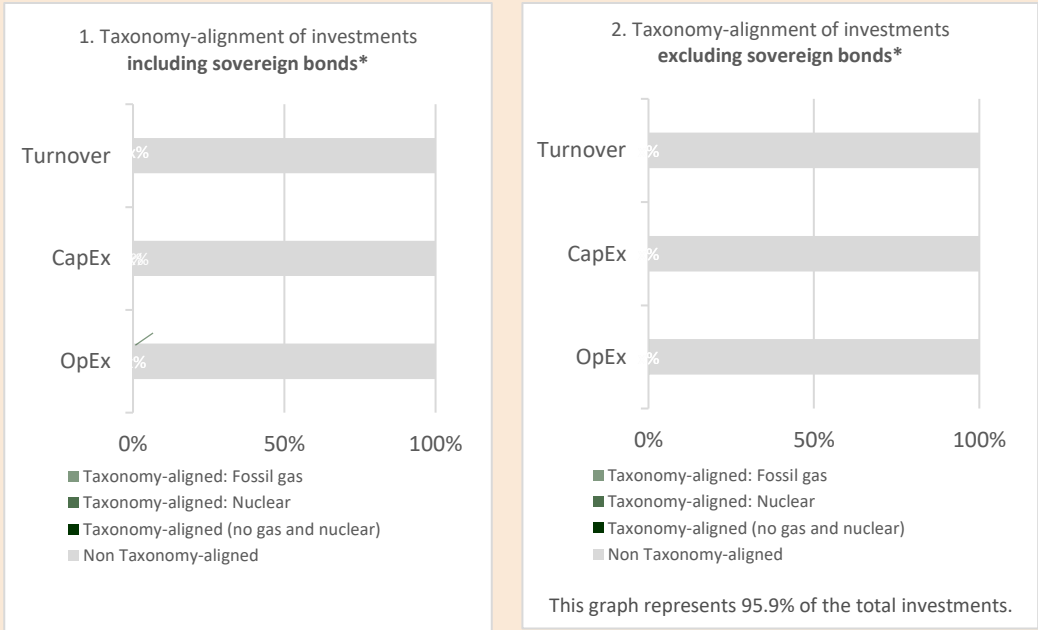 1. Taxonomy-alignment of investments
including sovereign bonds*
Turnover
CapEx
OpEx
0% 50% 100%
Taxonomy-aligned: Fossil gas
Taxonomy-aligned: Nuclear
Taxonomy-aligned (no gas and nuclear)
Non Taxonomy-aligned
2. Taxonomy-alignment of investments
excluding sovereign bonds*
Turnover
%
CapEx
%
OpEx
%
0% 50% 100%
Taxonomy-aligned: Fossil gas
Taxonomy-aligned: Nuclear
Taxonomy-aligned (no gas and nuclear)
Non Taxonomy-aligned
This graph represents 95.9% of the total investments.